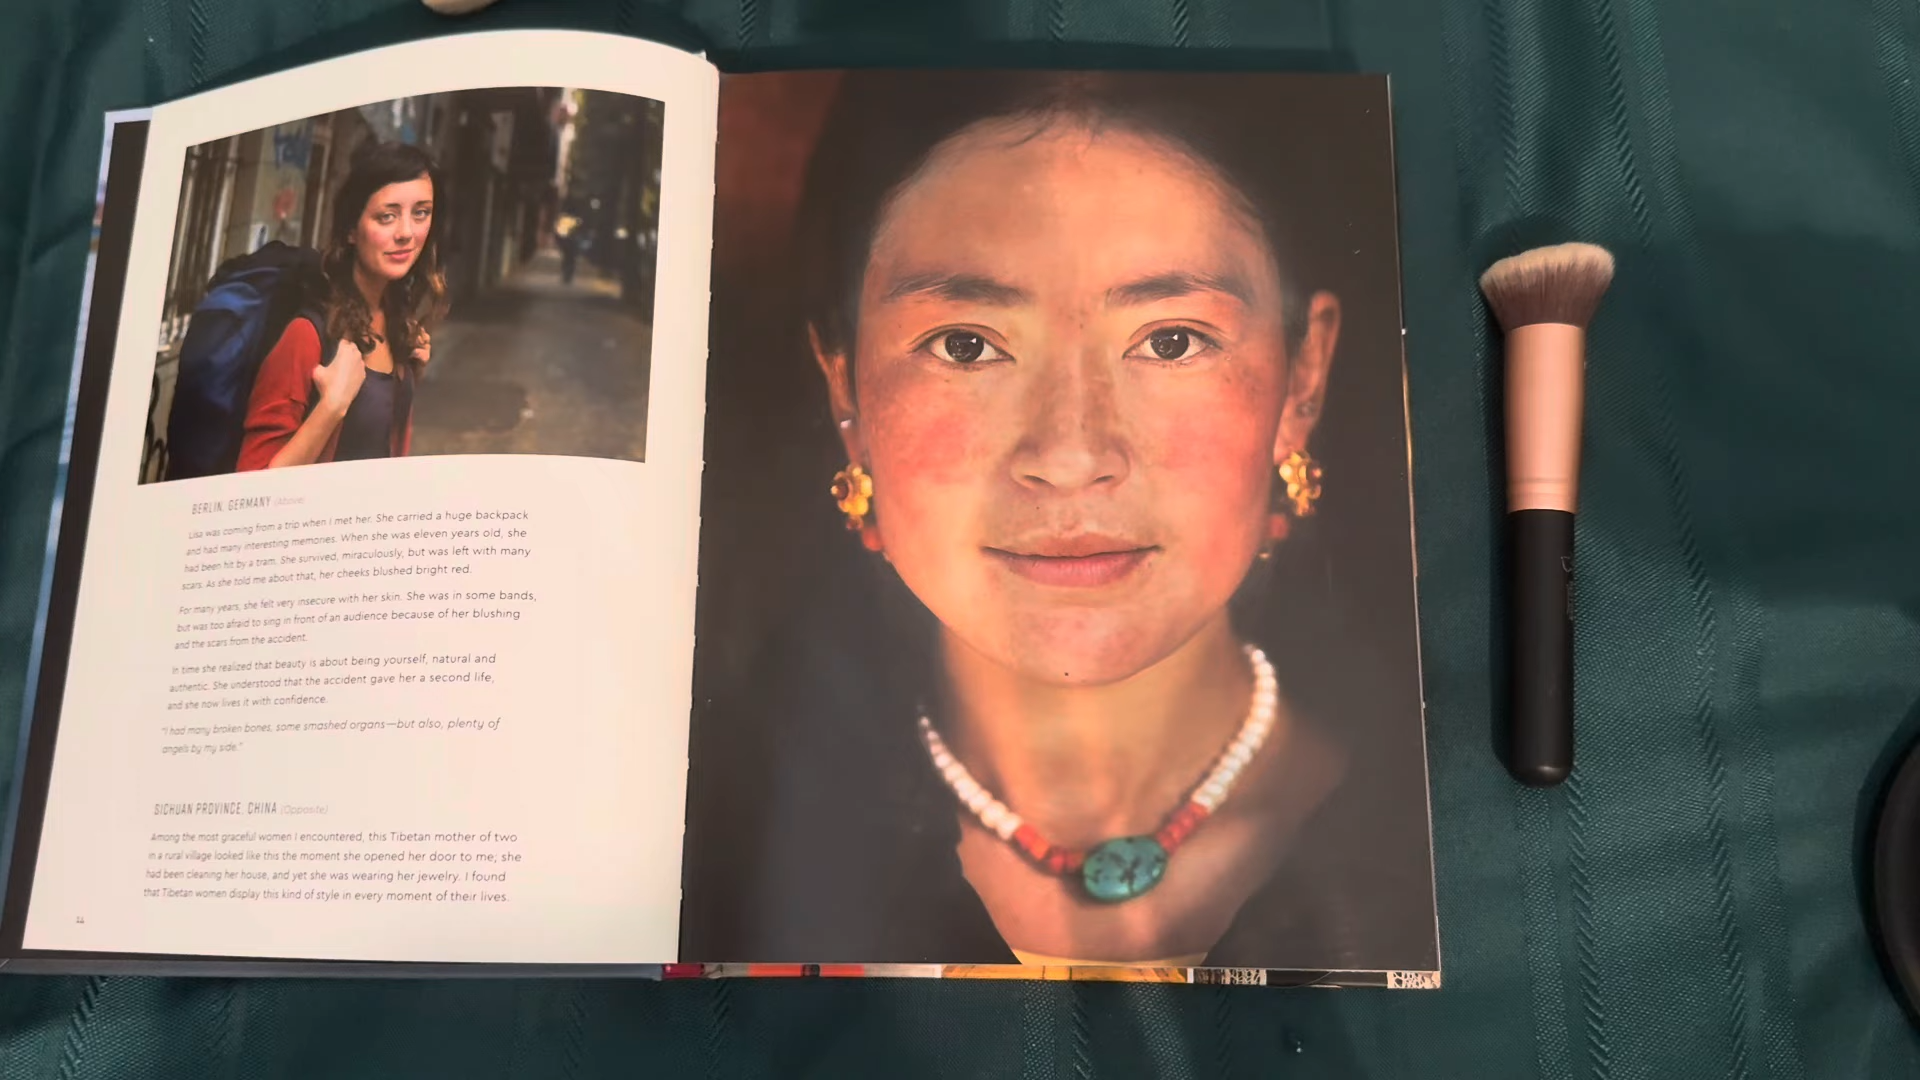 BERLIN, GERMANY (Above)
Lisa was coming from a trip when I met her. She carried a huge backpack
and had many interesting memories. When she was eleven years old, she
had been hit by a tram. She survived, miraculously, but was left with many
scars. As she told me about that, her cheeks blushed bright red.
For many years, she felt very insecure with her skin. She was in some bands,
but was too afraid to sing in front of an audience because of her blushing
and the scars from the accident.
In time she realized that beauty is about being yourself, natural and
authentic. She understood that the accident gave her a second life,
and she now lives it with confidence.
"I had many broken bones, some smashed organs—but also, plenty of
angels by my side."
SICHUAN PROVINCE, CHINA (Opposite)
Among the most graceful women I encountered, this Tibetan mother of two
in a rural village looked like this the moment she opened her door to me; she
had been cleaning her house, and yet she was wearing her jewelry. I found
that Tibetan women display this kind of style in every moment of their lives.